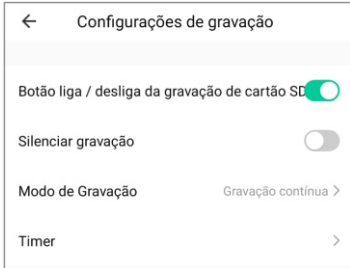 Configurações de gravação
Botão liga / desliga da gravação de cartão SD
Silenciar gravação
Modo de Gravação Gravação contínua
Timer